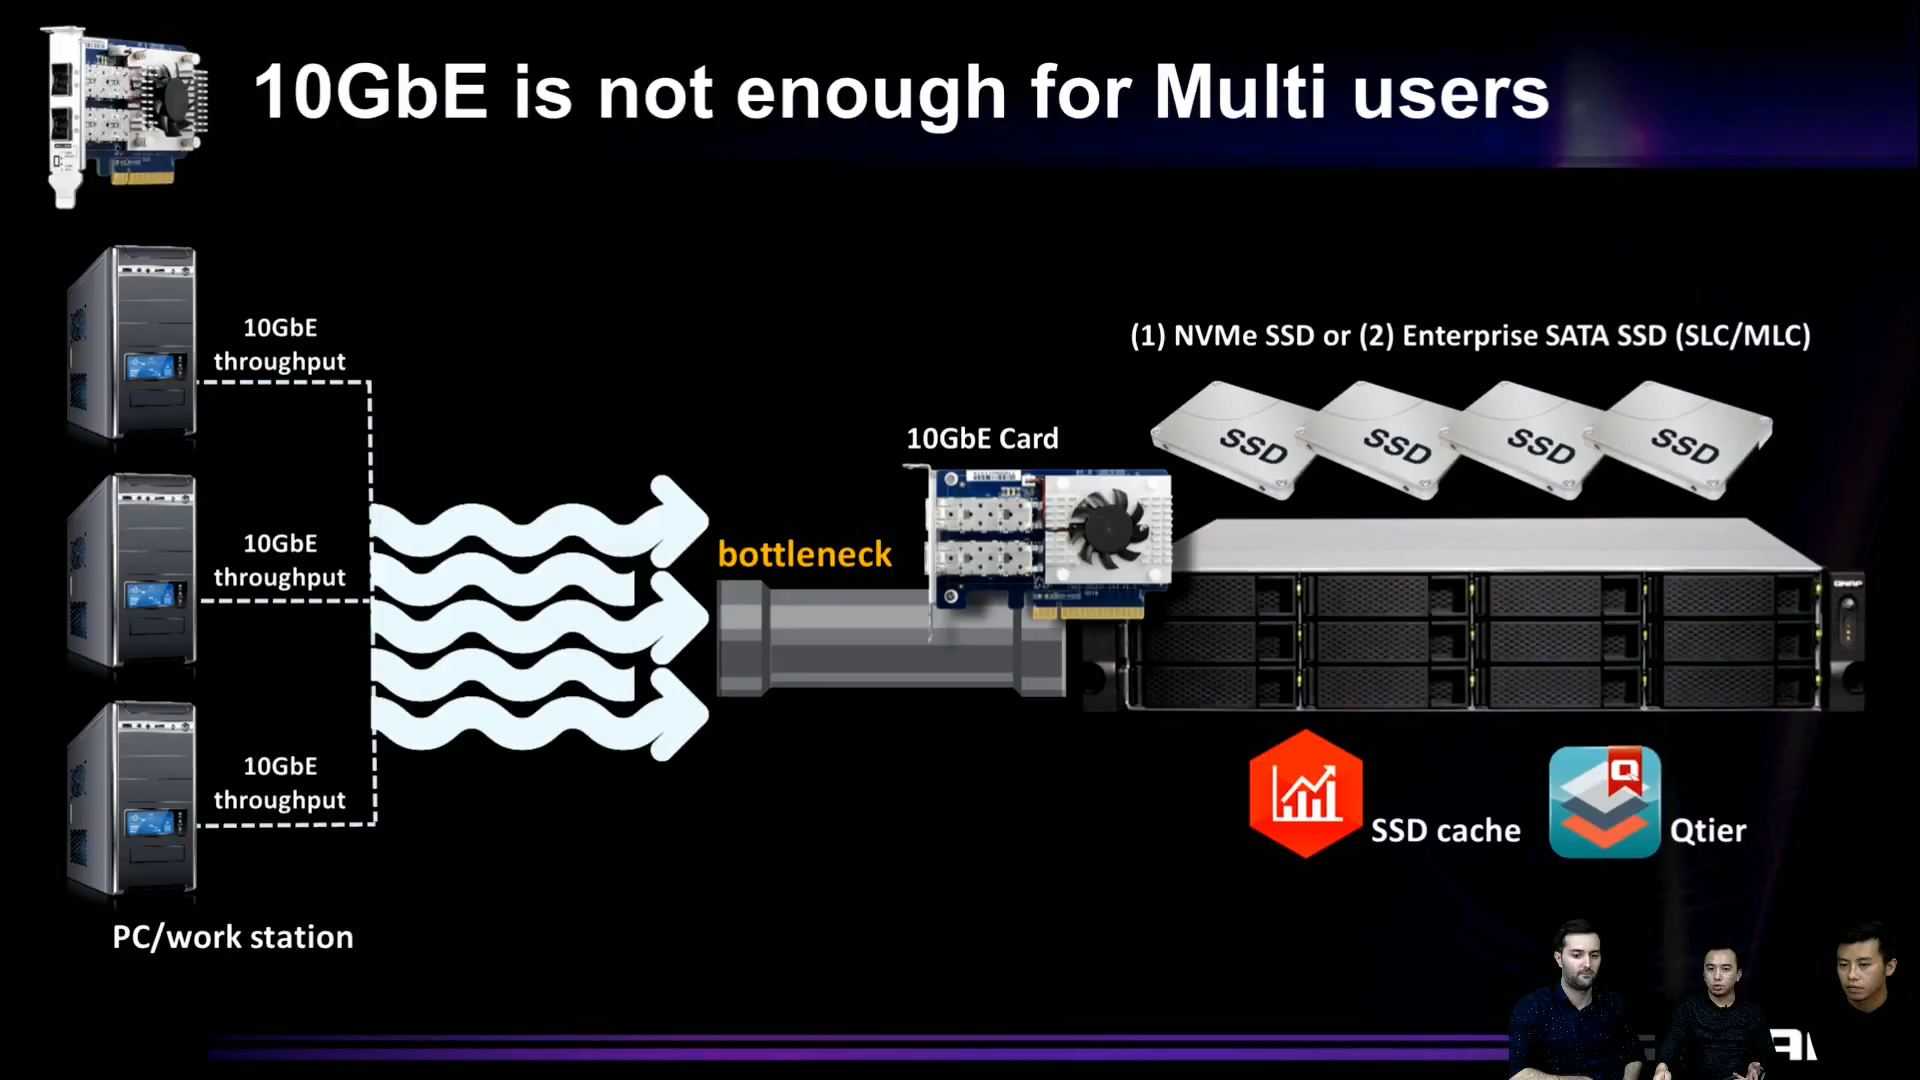 10GbE is not enough for Multi users
10GbE
throughput
(1) NVMe SSD or (2) Enterprise SATA SSD (SLC/MLC)
SSD
SSD
SSD
SSD
10GbE Card
bottleneck
10GbE
throughput
QNAP
10GbE
throughput
Q
SSD cache
Qtier
PC/work station